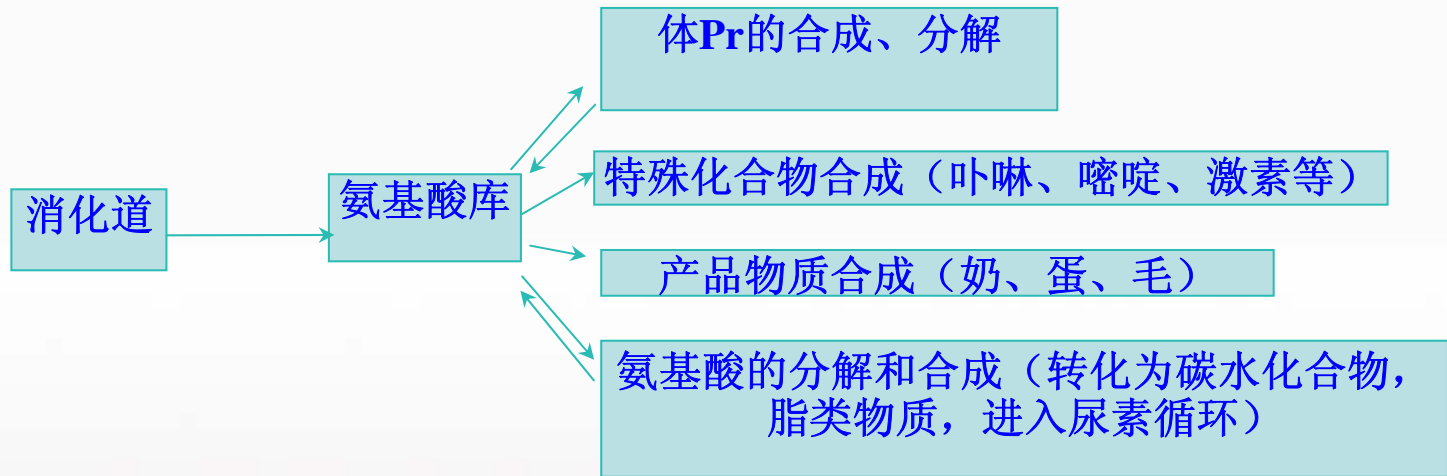 体Pr的合成、分解
特殊化合物合成（卟啉、嘧啶、激素等）
氨基酸库
消化道
产品物质合成（奶、蛋、毛）
氨基酸的分解和合成（转化为碳水化合物，
脂类物质，进入尿素循环）